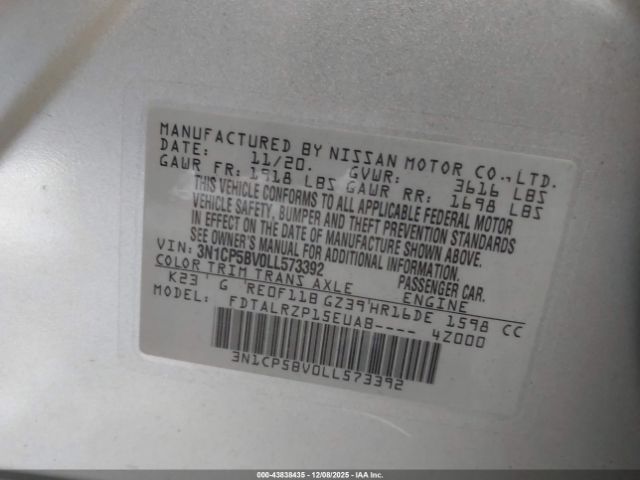 MANUFACTURED BY NISSAN MOTOR CO.,LTD.
DATE: 11/20. GVWR: 3616 LBS
GAWR FR: 1918 LBS GAWR RR: 1698 LBS
THIS VEHICLE CONFORMS TO ALL APPLICABLE FEDERAL MOTOR
VEHICLE SAFETY, BUMPER AND THEFT PREVENTION STANDARDS
IN EFFECT ON THE DATE OF MANUFACTURE SHOWN ABOVE.
SEE OWNER'S MANUAL FOR ADDITIONAL INFORMATION.
VIN: 3N1CP5BV0LL573392 PASSENGER CAR.
COLOR TRIM TRANS AXLE ENGINE
K23 G RE0F11B GZ39 HR16DE 1598 CC
MODEL: FDTALRZP15EUAB---- 4Z000
3N1CP5BV0LL573392
000-43838435 - 12/08/2025 - IAA Inc.